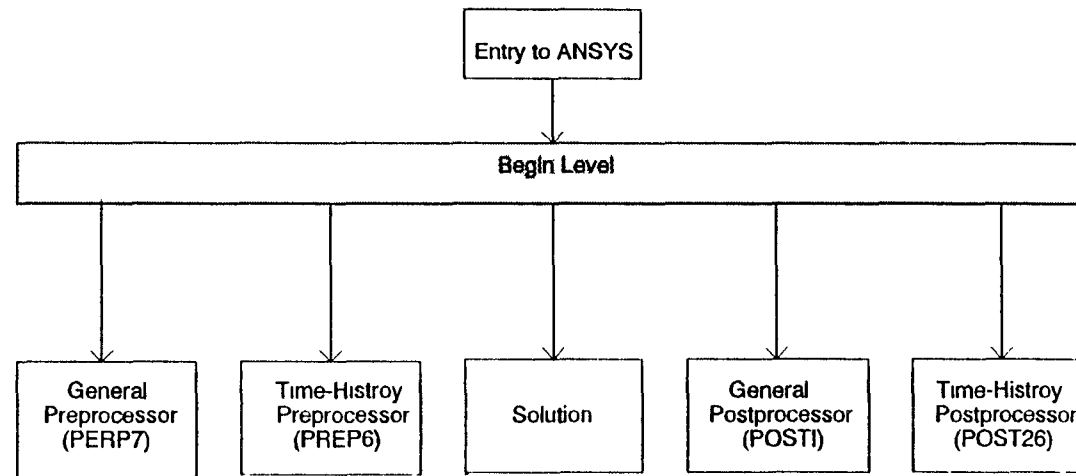 Entry to ANSYS
Begin Level
General
Preprocessor
(PERP7)
Time-Histroy
Preprocessor
(PREP6)
Solution
General
Postprocessor
(POSTI)
Time-Histroy
Postprocessor
(POST26)